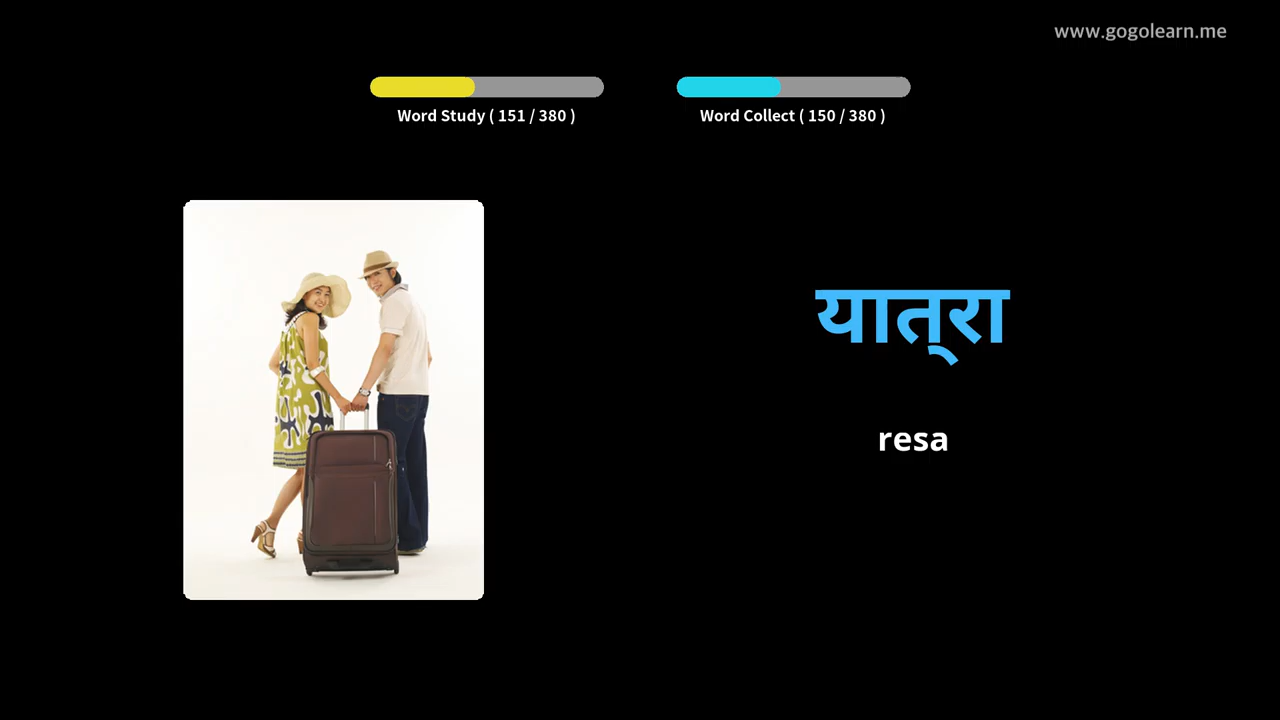 www.gogolearn.me
Word Study ( 151 / 380 )
Word Collect ( 150 / 380 )
यात्‌रा
resa